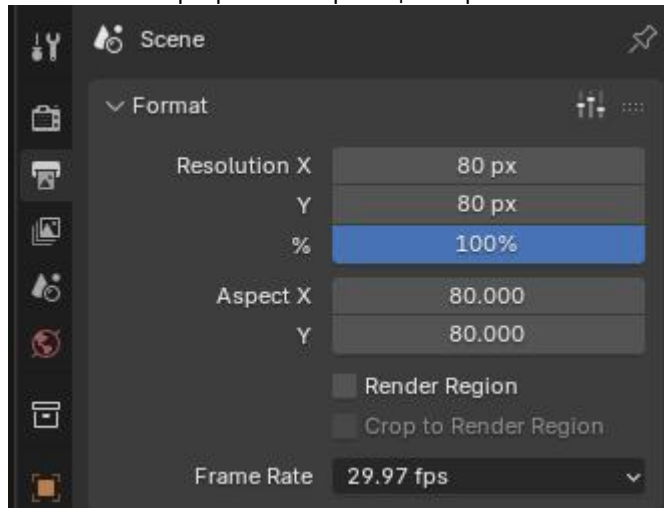 Scene
Format
Resolution X 80 px
Y 80 px
% 100%
Aspect X 80.000
Y 80.000
Render Region
Crop to Render Region
Frame Rate 29.97 fps